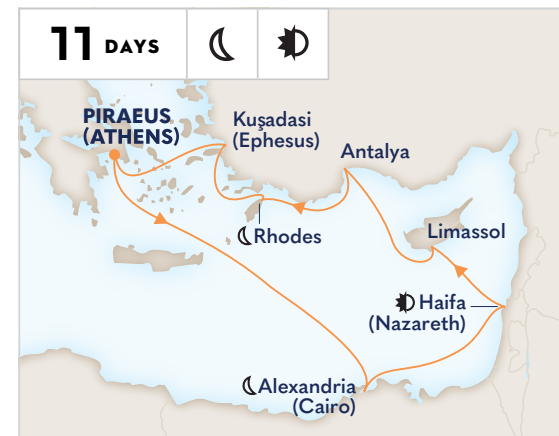 11 DAYS
PIRAEUS
(ATHENS)
Kuşadasi
(Ephesus)
Antalya
Rhodes
Limassol
Haifa
(Nazareth)
Alexandria
(Cairo)